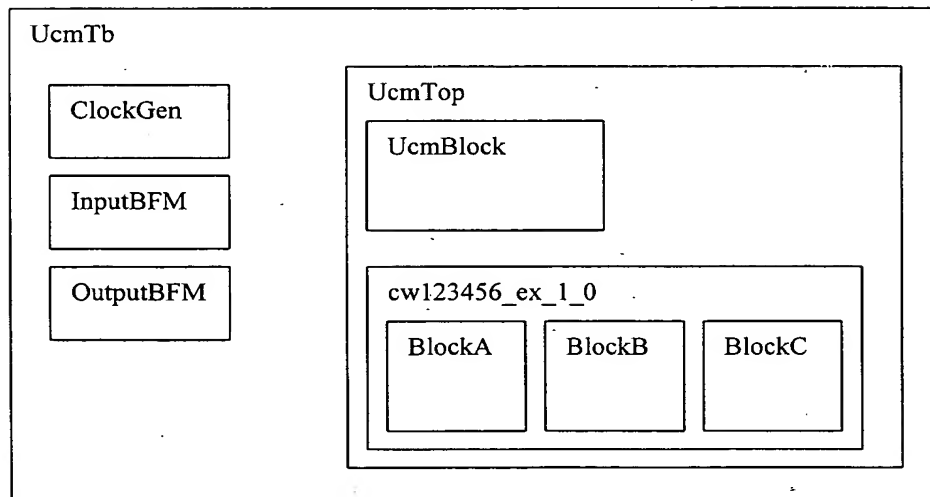 UcmTb
ClockGen
InputBFM
OutputBFM
UcmTop
UcmBlock
cw123456_ex_1_0
BlockA
BlockB
BlockC